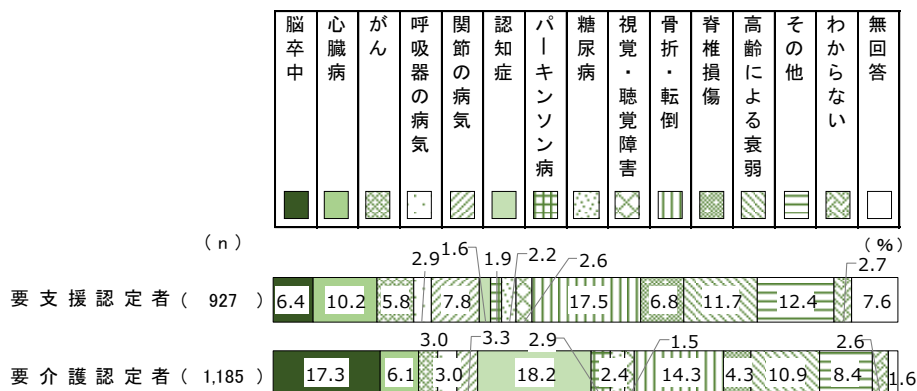 脳卒中
心臓病
がん
呼吸器の病気
関節の病気
認知症
パーキンソン病
糖尿病
視覚・聴覚障害
骨折・転倒
脊椎損傷
高齢による衰弱
その他
わからない
無回答
(n)
(%)
2.9 1.6 1.9 2.2 2.6 2.7
要支援認定者( 927 ) 6.4 10.2 5.8 7.8 17.5 6.8 11.7 12.4 7.6
3.0 3.3 2.9 1.5 2.6
要介護認定者( 1,185 ) 17.3 6.1 3.0 18.2 2.4 14.3 4.3 10.9 8.4 1.6